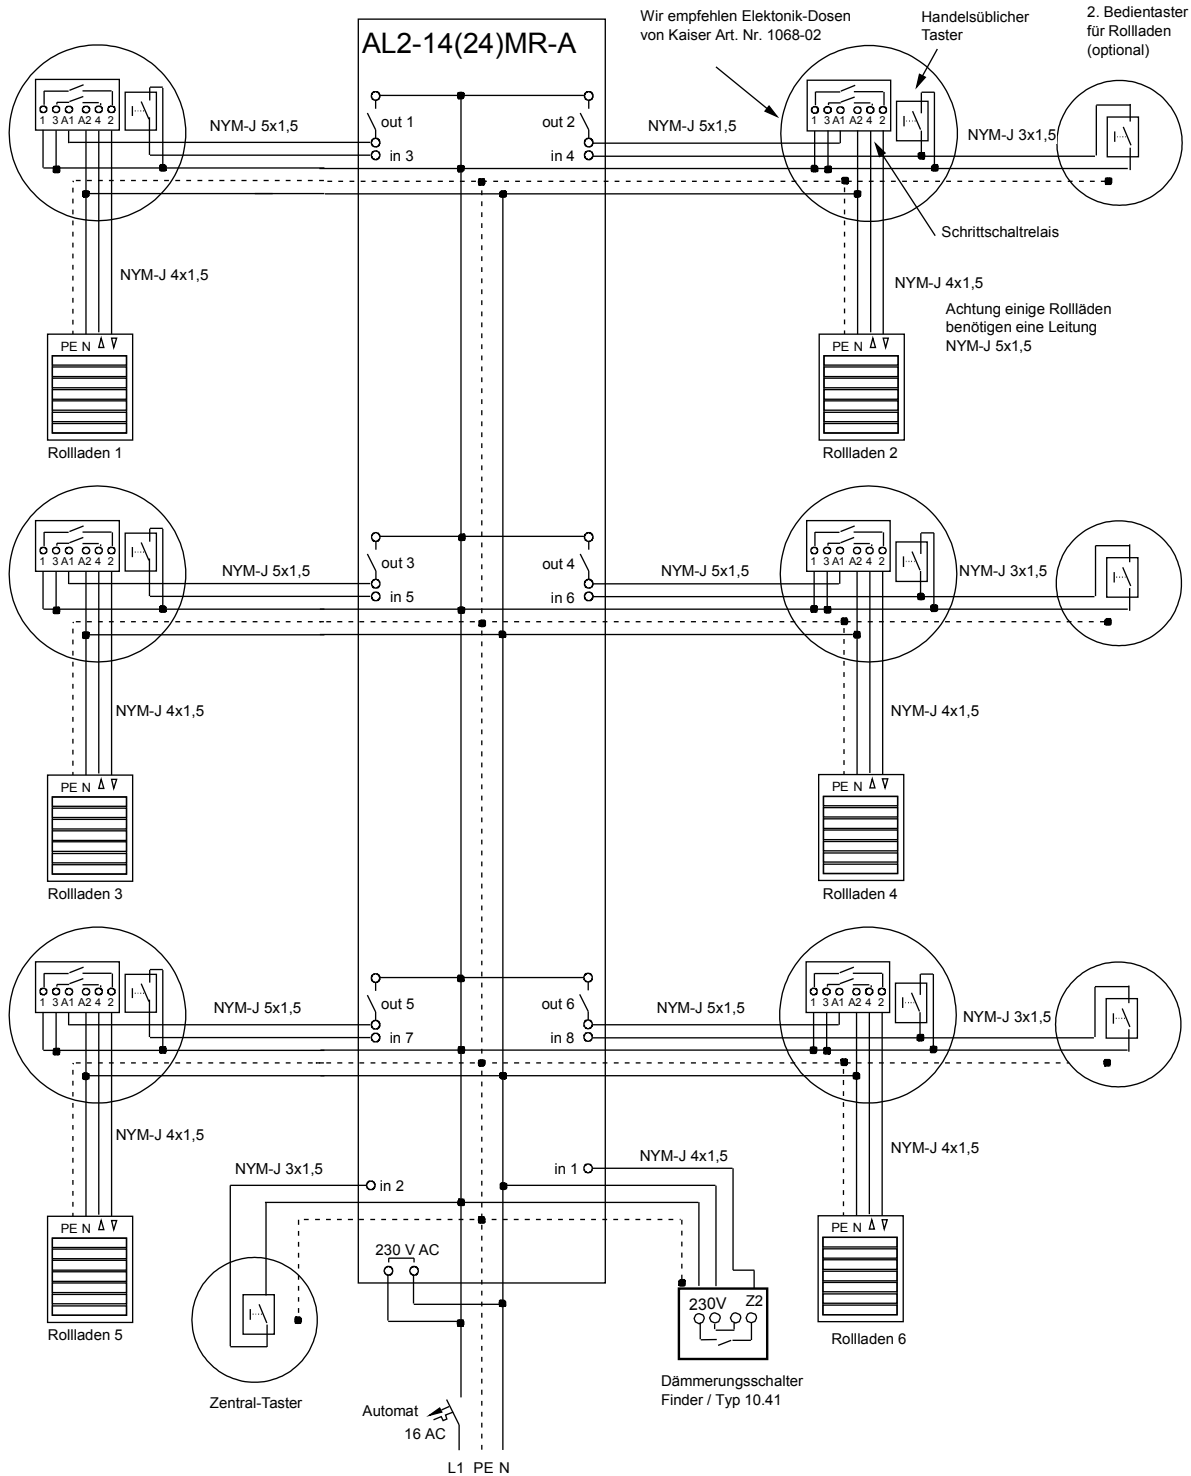 Wir empfehlen Elektonik-Dosen
von Kaiser Art. Nr. 1068-02
Handelsüblicher
Taster
2. Bedientaster
für Rollladen
(optional)
AL2-14(24)MR-A
1 3 A1 A2 4 2
NYM-J 5x1,5
out 1
in 3
out 2
in 4
NYM-J 5x1,5
1 3 A1 A2 4 2
NYM-J 3x1,5
Schrittschaltrelais
NYM-J 4x1,5
NYM-J 4x1,5
Achtung einige Rollläden
benötigen eine Leitung
NYM-J 5x1,5
PE N
Rollladen 1
PE N
Rollladen 2
1 3 A1 A2 4 2
NYM-J 5x1,5
out 3
in 5
out 4
in 6
NYM-J 5x1,5
1 3 A1 A2 4 2
NYM-J 3x1,5
NYM-J 4x1,5
NYM-J 4x1,5
PE N
Rollladen 3
PE N
Rollladen 4
1 3 A1 A2 4 2
NYM-J 5x1,5
out 5
in 7
out 6
in 8
NYM-J 5x1,5
1 3 A1 A2 4 2
NYM-J 3x1,5
NYM-J 4x1,5
NYM-J 4x1,5
NYM-J 3x1,5
in 2
in 1
NYM-J 4x1,5
PE N
Rollladen 5
PE N
Rollladen 6
230 V AC
230V Z2
Zentral-Taster
Dämmerungsschalter
Finder / Typ 10.41
Automat
16 AC
L1 PE N